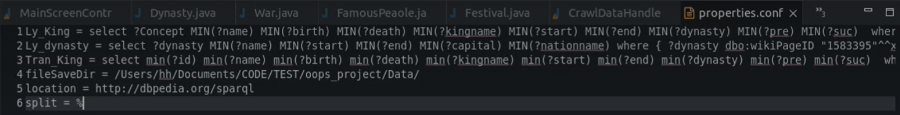 MainScreenContr Dynasty.java War.java FamousPeaole.ja Festival.java CrawlDataHandle properties.conf »3
1 Ly_King = select ?Concept MIN(?name) MIN(?birth) MIN(?death) MIN(?kingname) MIN(?start) MIN(?end) MIN(?dynasty) MIN(?pre) MIN(?suc) wher
2 Ly_dynasty = select ?dynasty MIN(?name) MIN(?start) MIN(?end) MIN(?capital) MIN(?nationname) where { ?dynasty dbo:wikiPageID "1583395"^^x
3 Tran_King = select min(?id) min(?name) min(?birth) min(?death) min(?kingname) min(?start) min(?end) min(?dynasty) min(?pre) min(?suc) wh
4 fileSaveDir = /Users/hh/Documents/CODE/TEST/oops_project/Data/
5 location = http://dbpedia.org/sparql
6 split = %